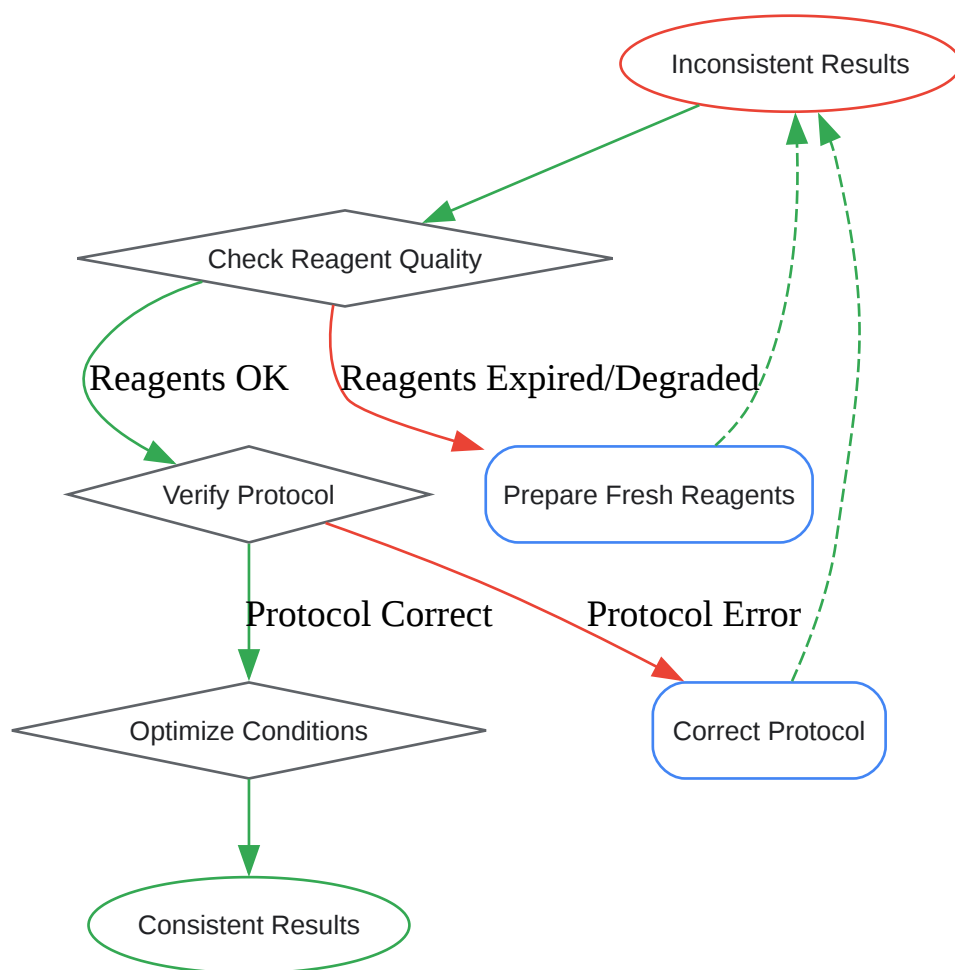 Inconsistent Results
Check Reagent Quality
Reagents OK
Reagents Expired/Degraded
Verify Protocol
Prepare Fresh Reagents
Protocol Correct
Protocol Error
Optimize Conditions
Correct Protocol
Consistent Results